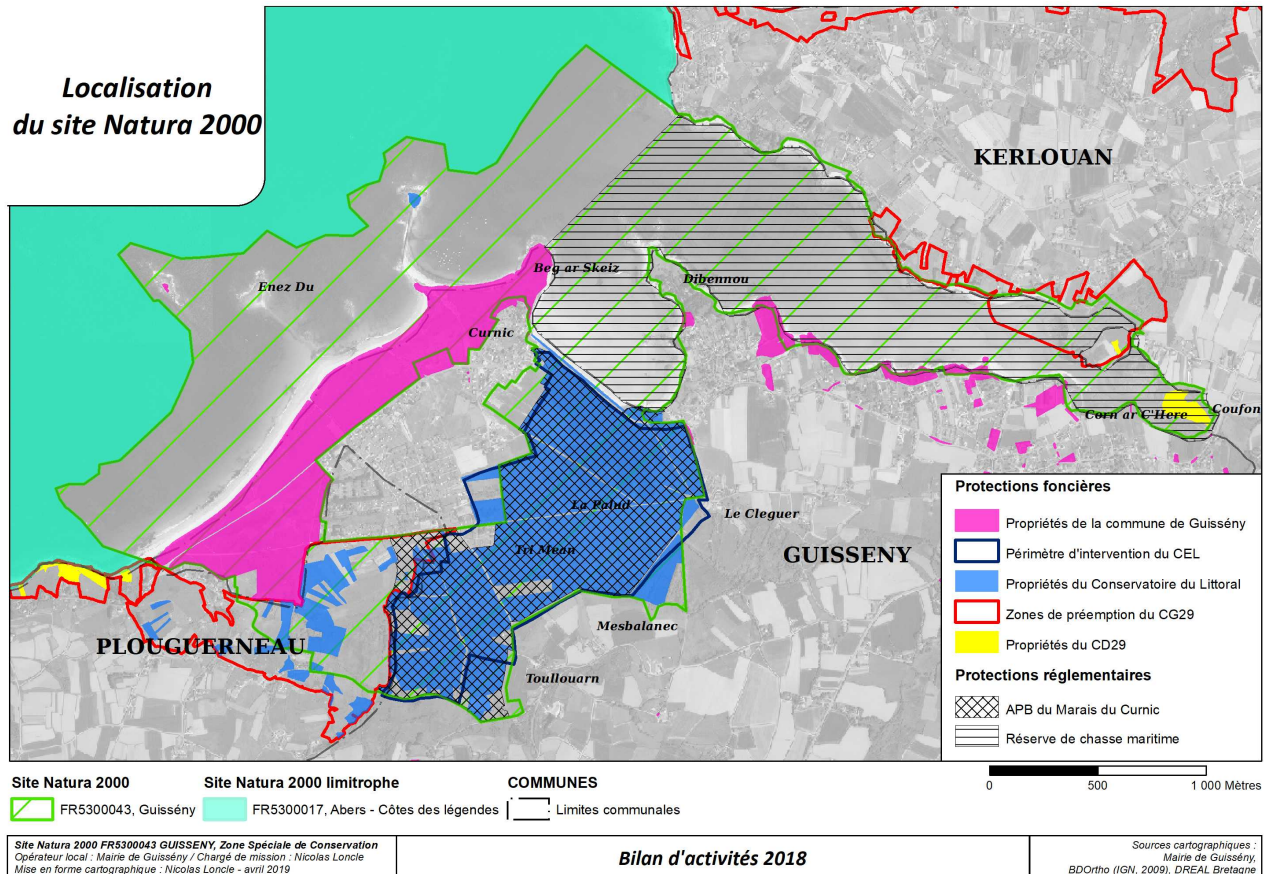 Localisation
du site Natura 2000
KERLOUAN
Beg ar Skeiz
Dibennou
Enez Du
Curnic
Corn ar C'Here
Coufon
La Palud
Le Cleguer
Tri Mean
GUISSENY
Mesbalanec
PLOUGUERNEAU
Toullouarn
Protections foncières
Propriétés de la commune de Guissény
Périmètre d'intervention du CEL
Propriétés du Conservatoire du Littoral
Zones de préemption du CG29
Propriétés du CD29
Protections réglementaires
APB du Marais du Curnic
Réserve de chasse maritime
0 500 1 000 Mètres
Site Natura 2000
FR5300043, Guissény
Site Natura 2000 limitrophe
FR5300017, Abers - Côtes des légendes
COMMUNES
Limites communales
Site Natura 2000 FR5300043 GUISSENY, Zone Spéciale de Conservation
Opérateur local : Mairie de Guissény / Chargé de mission : Nicolas Loncle
Mise en forme cartographique : Nicolas Loncle - avril 2019
Bilan d'activités 2018
Sources cartographiques :
Mairie de Guissény,
BDOrtho (IGN, 2009), DREAL Bretagne